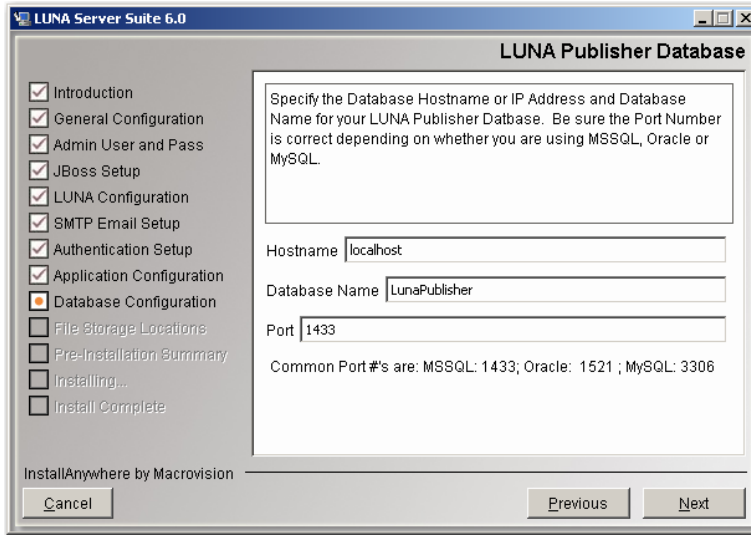 LUNA Server Suite 6.0
LUNA Publisher Database
Introduction
General Configuration
Admin User and Pass
JBoss Setup
LUNA Configuration
SMTP Email Setup
Authentication Setup
Application Configuration
Database Configuration
File Storage Locations
Pre-Installation Summary
Installing...
Install Complete
Specify the Database Hostname or IP Address and Database
Name for your LUNA Publisher Datbase.  Be sure the Port Number
is correct depending on whether you are using MSSQL, Oracle or
MySQL.
Hostname localhost
Database Name LunaPublisher
Port 1433
Common Port #'s are: MSSQL: 1433; Oracle:  1521 ; MySQL: 3306
InstallAnywhere by Macrovision
Cancel
Previous
Next